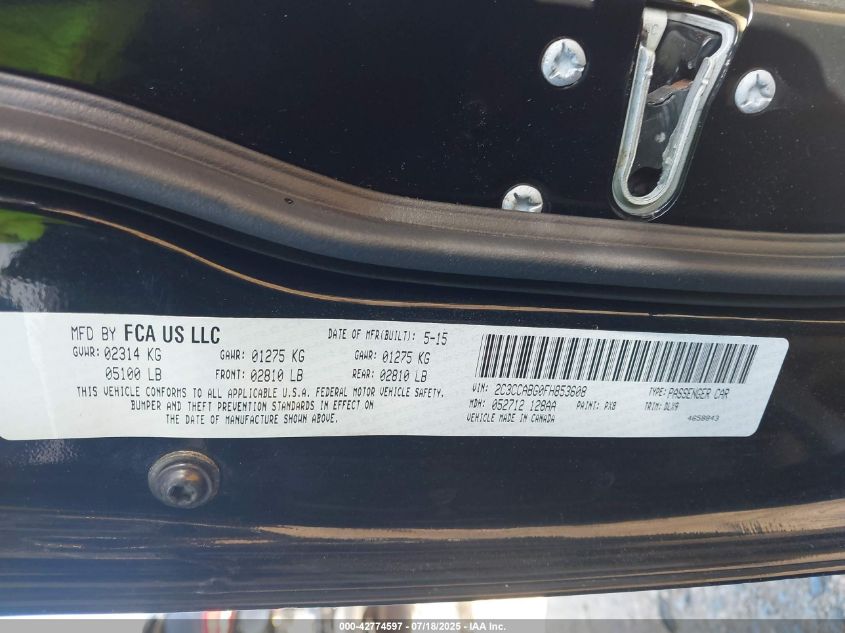 MFD BY FCA US LLC DATE OF MFR(BUILT): 5-15
GVWR: 02314 KG GAWR: 01275 KG GAWR: 01275 KG
05100 LB FRONT: 02810 LB REAR: 02810 LB
THIS VEHICLE CONFORMS TO ALL APPLICABLE U.S.A. FEDERAL MOTOR VEHICLE SAFETY,
BUMPER AND THEFT PREVENTION STANDARDS IN EFFECT ON
THE DATE OF MANUFACTURE SHOWN ABOVE.
VIN: 2C3CCABG0FH853608 TYPE: PASSENGER CAR
MDH: 052712 128AA PAINT: PX8 TRIM: DLX9
VEHICLE MADE IN CANADA 4658843
000-42774597 - 07/18/2025 - IAA Inc.